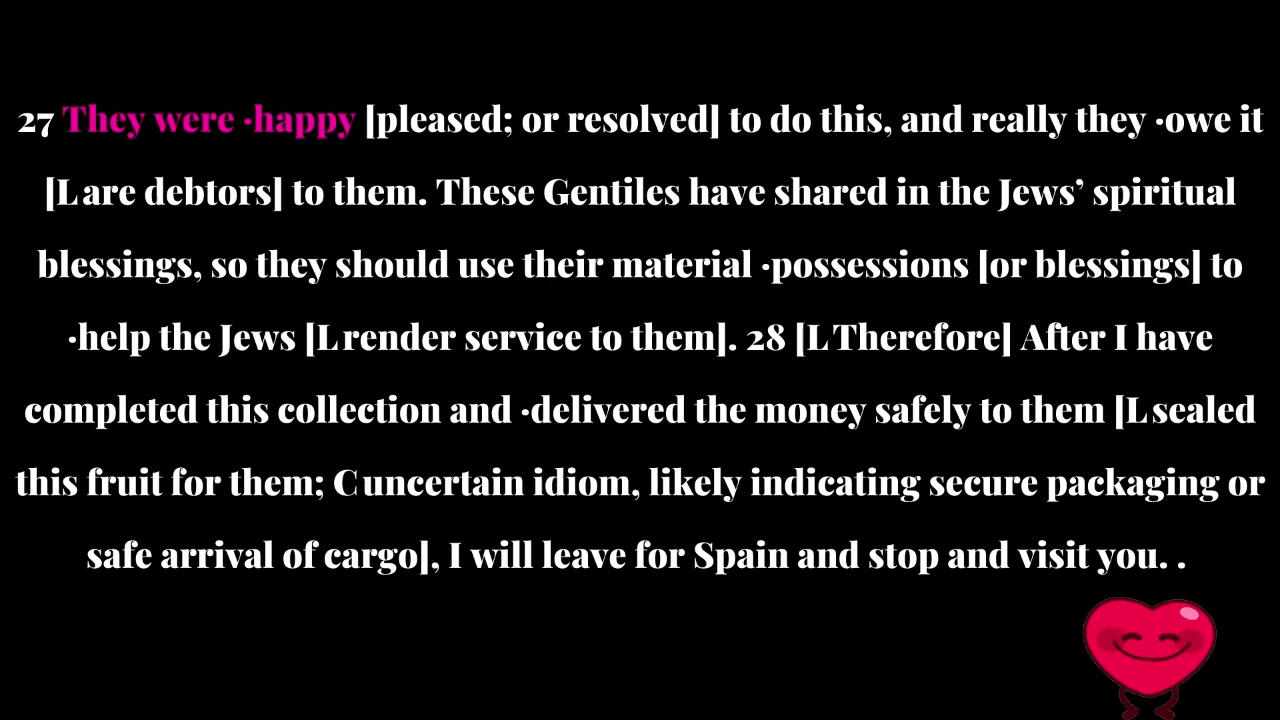 27 They were ·happy [pleased; or resolved] to do this, and really they ·owe it
[L are debtors] to them. These Gentiles have shared in the Jews’ spiritual
blessings, so they should use their material ·possessions [or blessings] to
·help the Jews [L render service to them]. 28 [L Therefore] After I have
completed this collection and ·delivered the money safely to them [L sealed
this fruit for them; C uncertain idiom, likely indicating secure packaging or
safe arrival of cargo], I will leave for Spain and stop and visit you. .